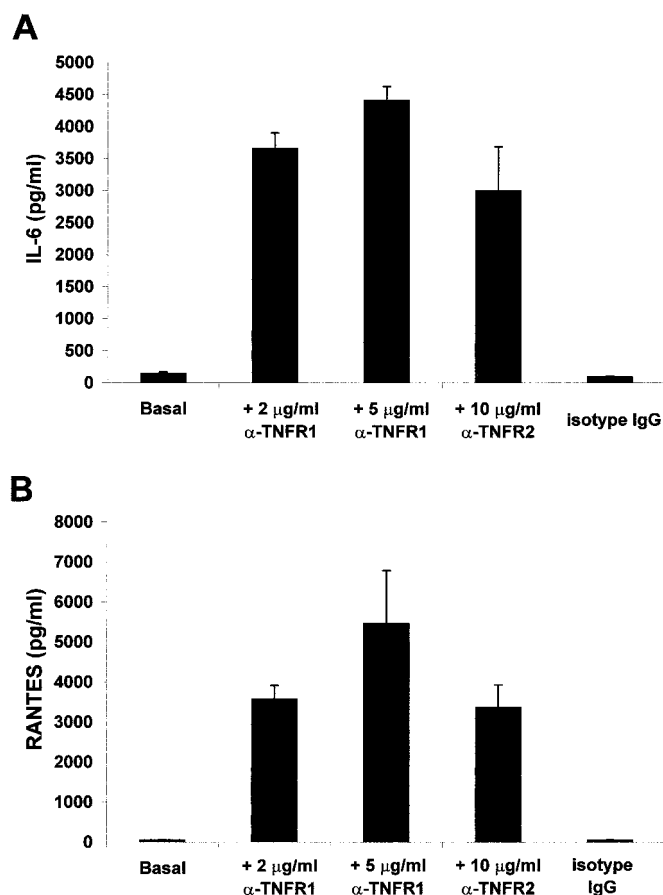 A
IL-6 (pg/ml)
5000
4500
4000
3500
3000
2500
2000
1500
1000
500
0
Basal
+ 2 μg/ml
α-TNFR1
+ 5 μg/ml
α-TNFR1
+ 10 μg/ml
α-TNFR2
isotype IgG
B
RANTES (pg/ml)
8000
7000
6000
5000
4000
3000
2000
1000
0
Basal
+ 2 μg/ml
α-TNFR1
+ 5 μg/ml
α-TNFR1
+ 10 μg/ml
α-TNFR2
isotype
IgG